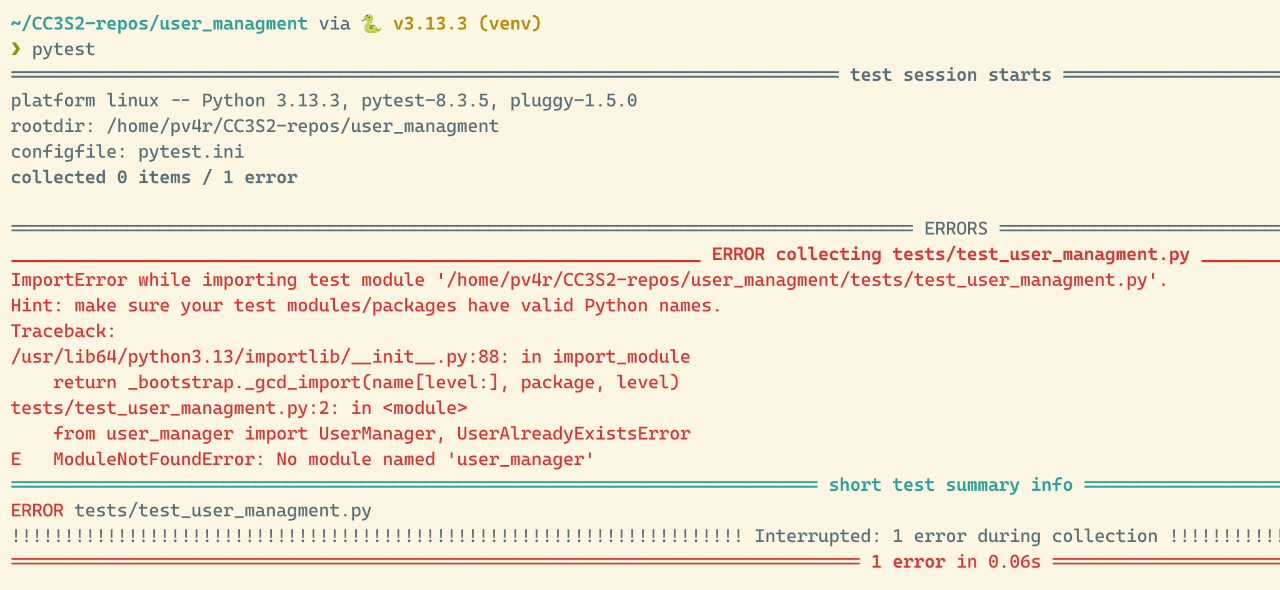 ~/CC3S2-repos/user_managment via 🐍 v3.13.3 (venv)
❯ pytest
test session starts
platform linux -- Python 3.13.3, pytest-8.3.5, pluggy-1.5.0
rootdir: /home/pv4r/CC3S2-repos/user_managment
configfile: pytest.ini
collected 0 items / 1 error
ERRORS
ERROR collecting tests/test_user_managment.py
ImportError while importing test module '/home/pv4r/CC3S2-repos/user_managment/tests/test_user_managment.py'.
Hint: make sure your test modules/packages have valid Python names.
Traceback:
/usr/lib64/python3.13/importlib/__init__.py:88: in import_module
    return _bootstrap._gcd_import(name[level:], package, level)
tests/test_user_managment.py:2: in <module>
    from user_manager import UserManager, UserAlreadyExistsError
E   ModuleNotFoundError: No module named 'user_manager'
short test summary info
ERROR tests/test_user_managment.py
!!!!!!!!!!!!!!!!!!!!!!!!!!!!!!!!!!!!!!!!!!!!!!!!!!!!!!!!!!!!!!!!!!!!! Interrupted: 1 error during collection !!!!!!!!!!!
1 error in 0.06s